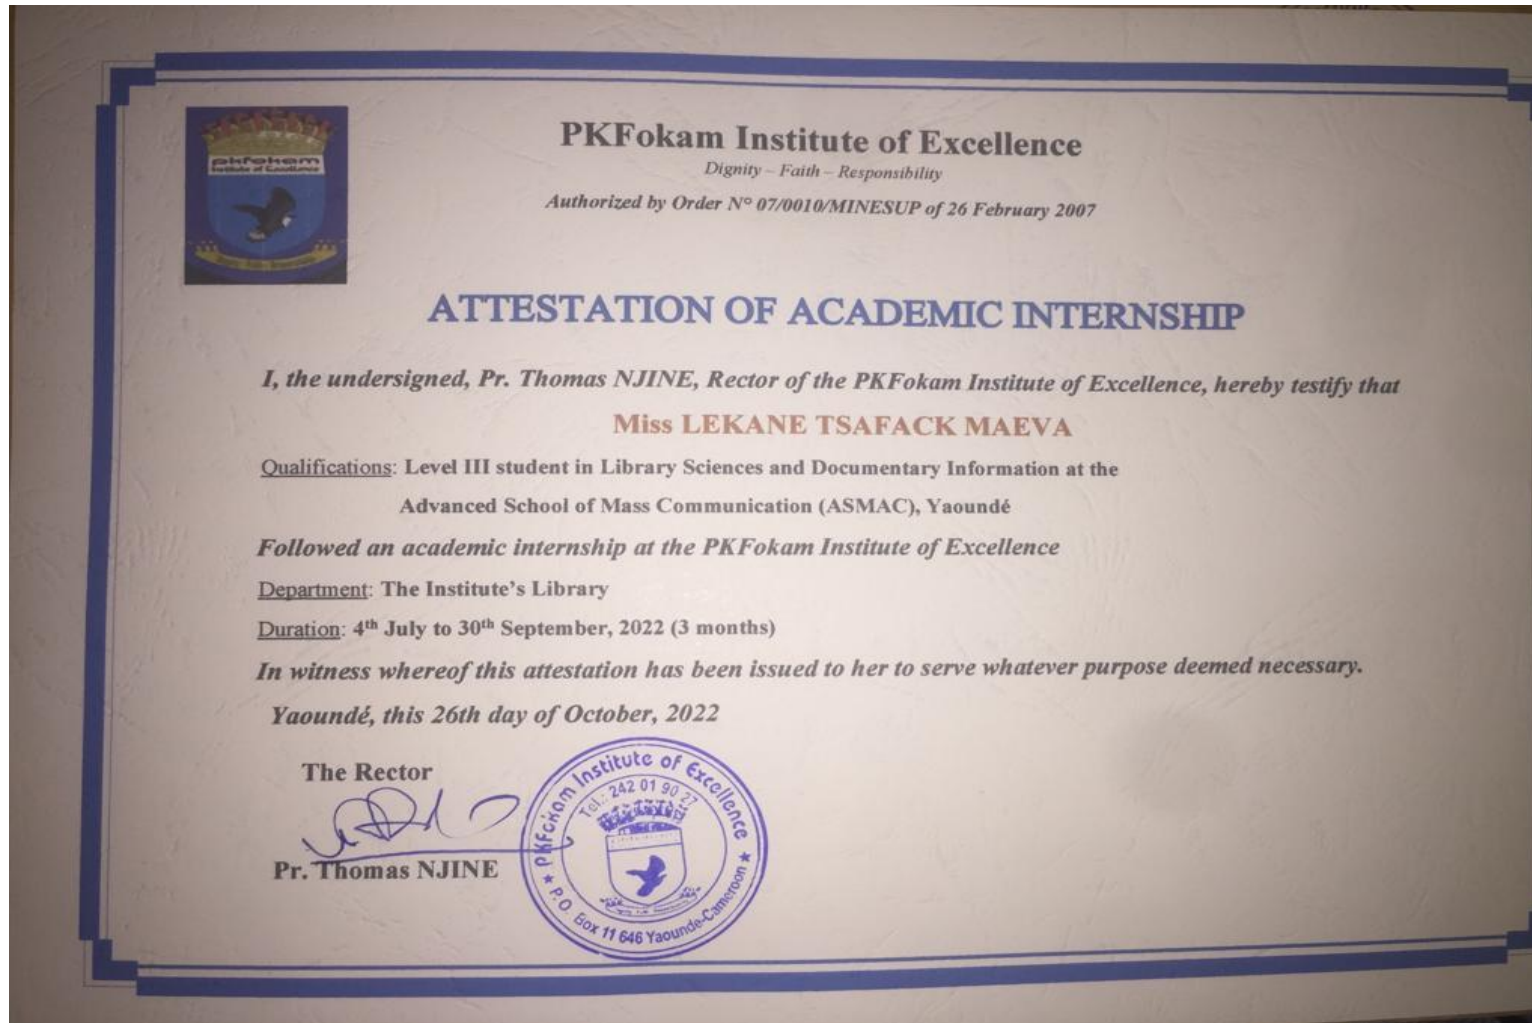 pkfokam
Institute of Excellence
PKFokam Institute of Excellence
Dignity – Faith – Responsibility
Authorized by Order N° 07/0010/MINESUP of 26 February 2007
ATTESTATION OF ACADEMIC INTERNSHIP
I, the undersigned, Pr. Thomas NJINE, Rector of the PKFokam Institute of Excellence, hereby testify that
Miss LEKANE TSAFACK MAEVA
Qualifications: Level III student in Library Sciences and Documentary Information at the
Advanced School of Mass Communication (ASMAC), Yaoundé
Followed an academic internship at the PKFokam Institute of Excellence
Department: The Institute's Library
Duration: 4th July to 30th September, 2022 (3 months)
In witness whereof this attestation has been issued to her to serve whatever purpose deemed necessary.
Yaoundé, this 26th day of October, 2022
The Rector
Pr. Thomas NJINE
PKFokam Institute of Excellence
Tel.: 242 01 90 27
P.O. Box 11 646 Yaounde-Cameroon